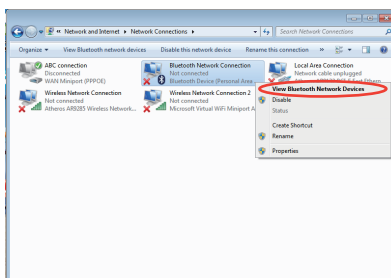 « Network and Internet ▸ Network Connections ▸
Search Network Connections
Organize ▾ View Bluetooth network devices Disable this network device Rename this connection »
ABC connection
Disconnected
WAN Miniport (PPPOE)
Bluetooth Network Connection
Not connected
Bluetooth Device (Personal Area...
Local Area Connection
Network cable unplugged
Wireless Network Connection
Not connected
Atheros AR9285 Wireless Network...
Wireless Network Connection 2
Not connected
Microsoft Virtual WiFi Miniport A
View Bluetooth Network Devices
Disable
Status
Create Shortcut
Rename
Properties